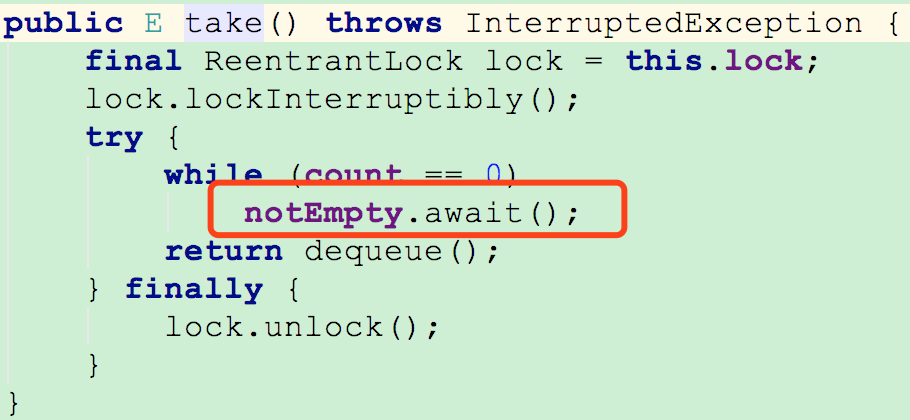 public E take() throws InterruptedException {
final ReentrantLock lock = this.lock;
lock.lockInterruptibly();
try {
while (count == 0)
notEmpty.await();
return dequeue();
} finally {
lock.unlock();
}
}